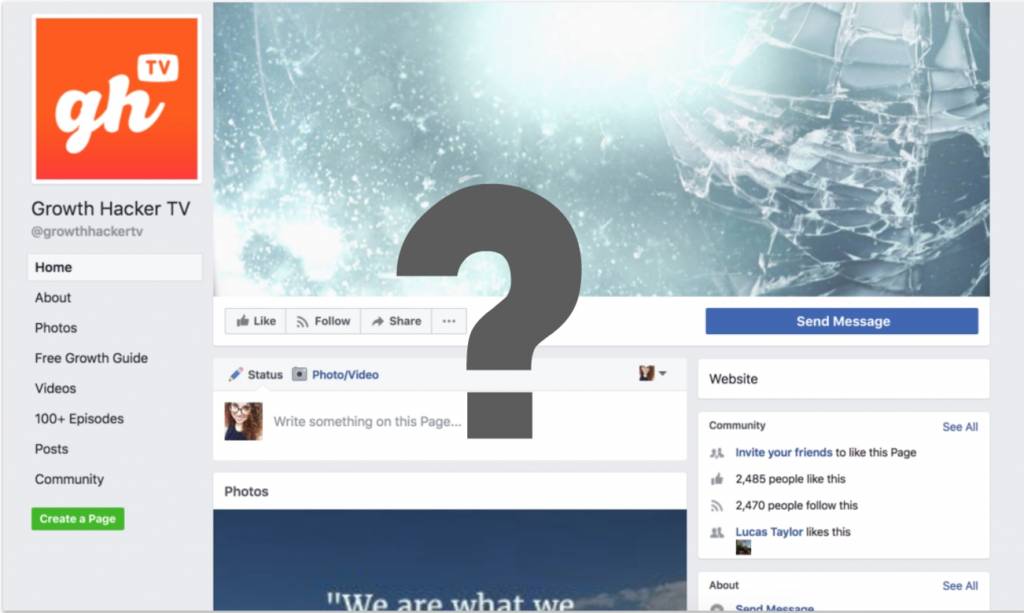 gh
TV
Growth Hacker TV
@growthhackertv
Home
About
Photos
Free Growth Guide
Videos
100+ Episodes
Posts
Community
Create a Page
?
Like
Follow
Share
Send Message
Status
Photo/Video
Write something on this Page...
Photos
"We are what we
Website
Community
See All
Invite your friends to like this Page
2,485 people like this
2,470 people follow this
Lucas Taylor likes this
About
See All
Send Message